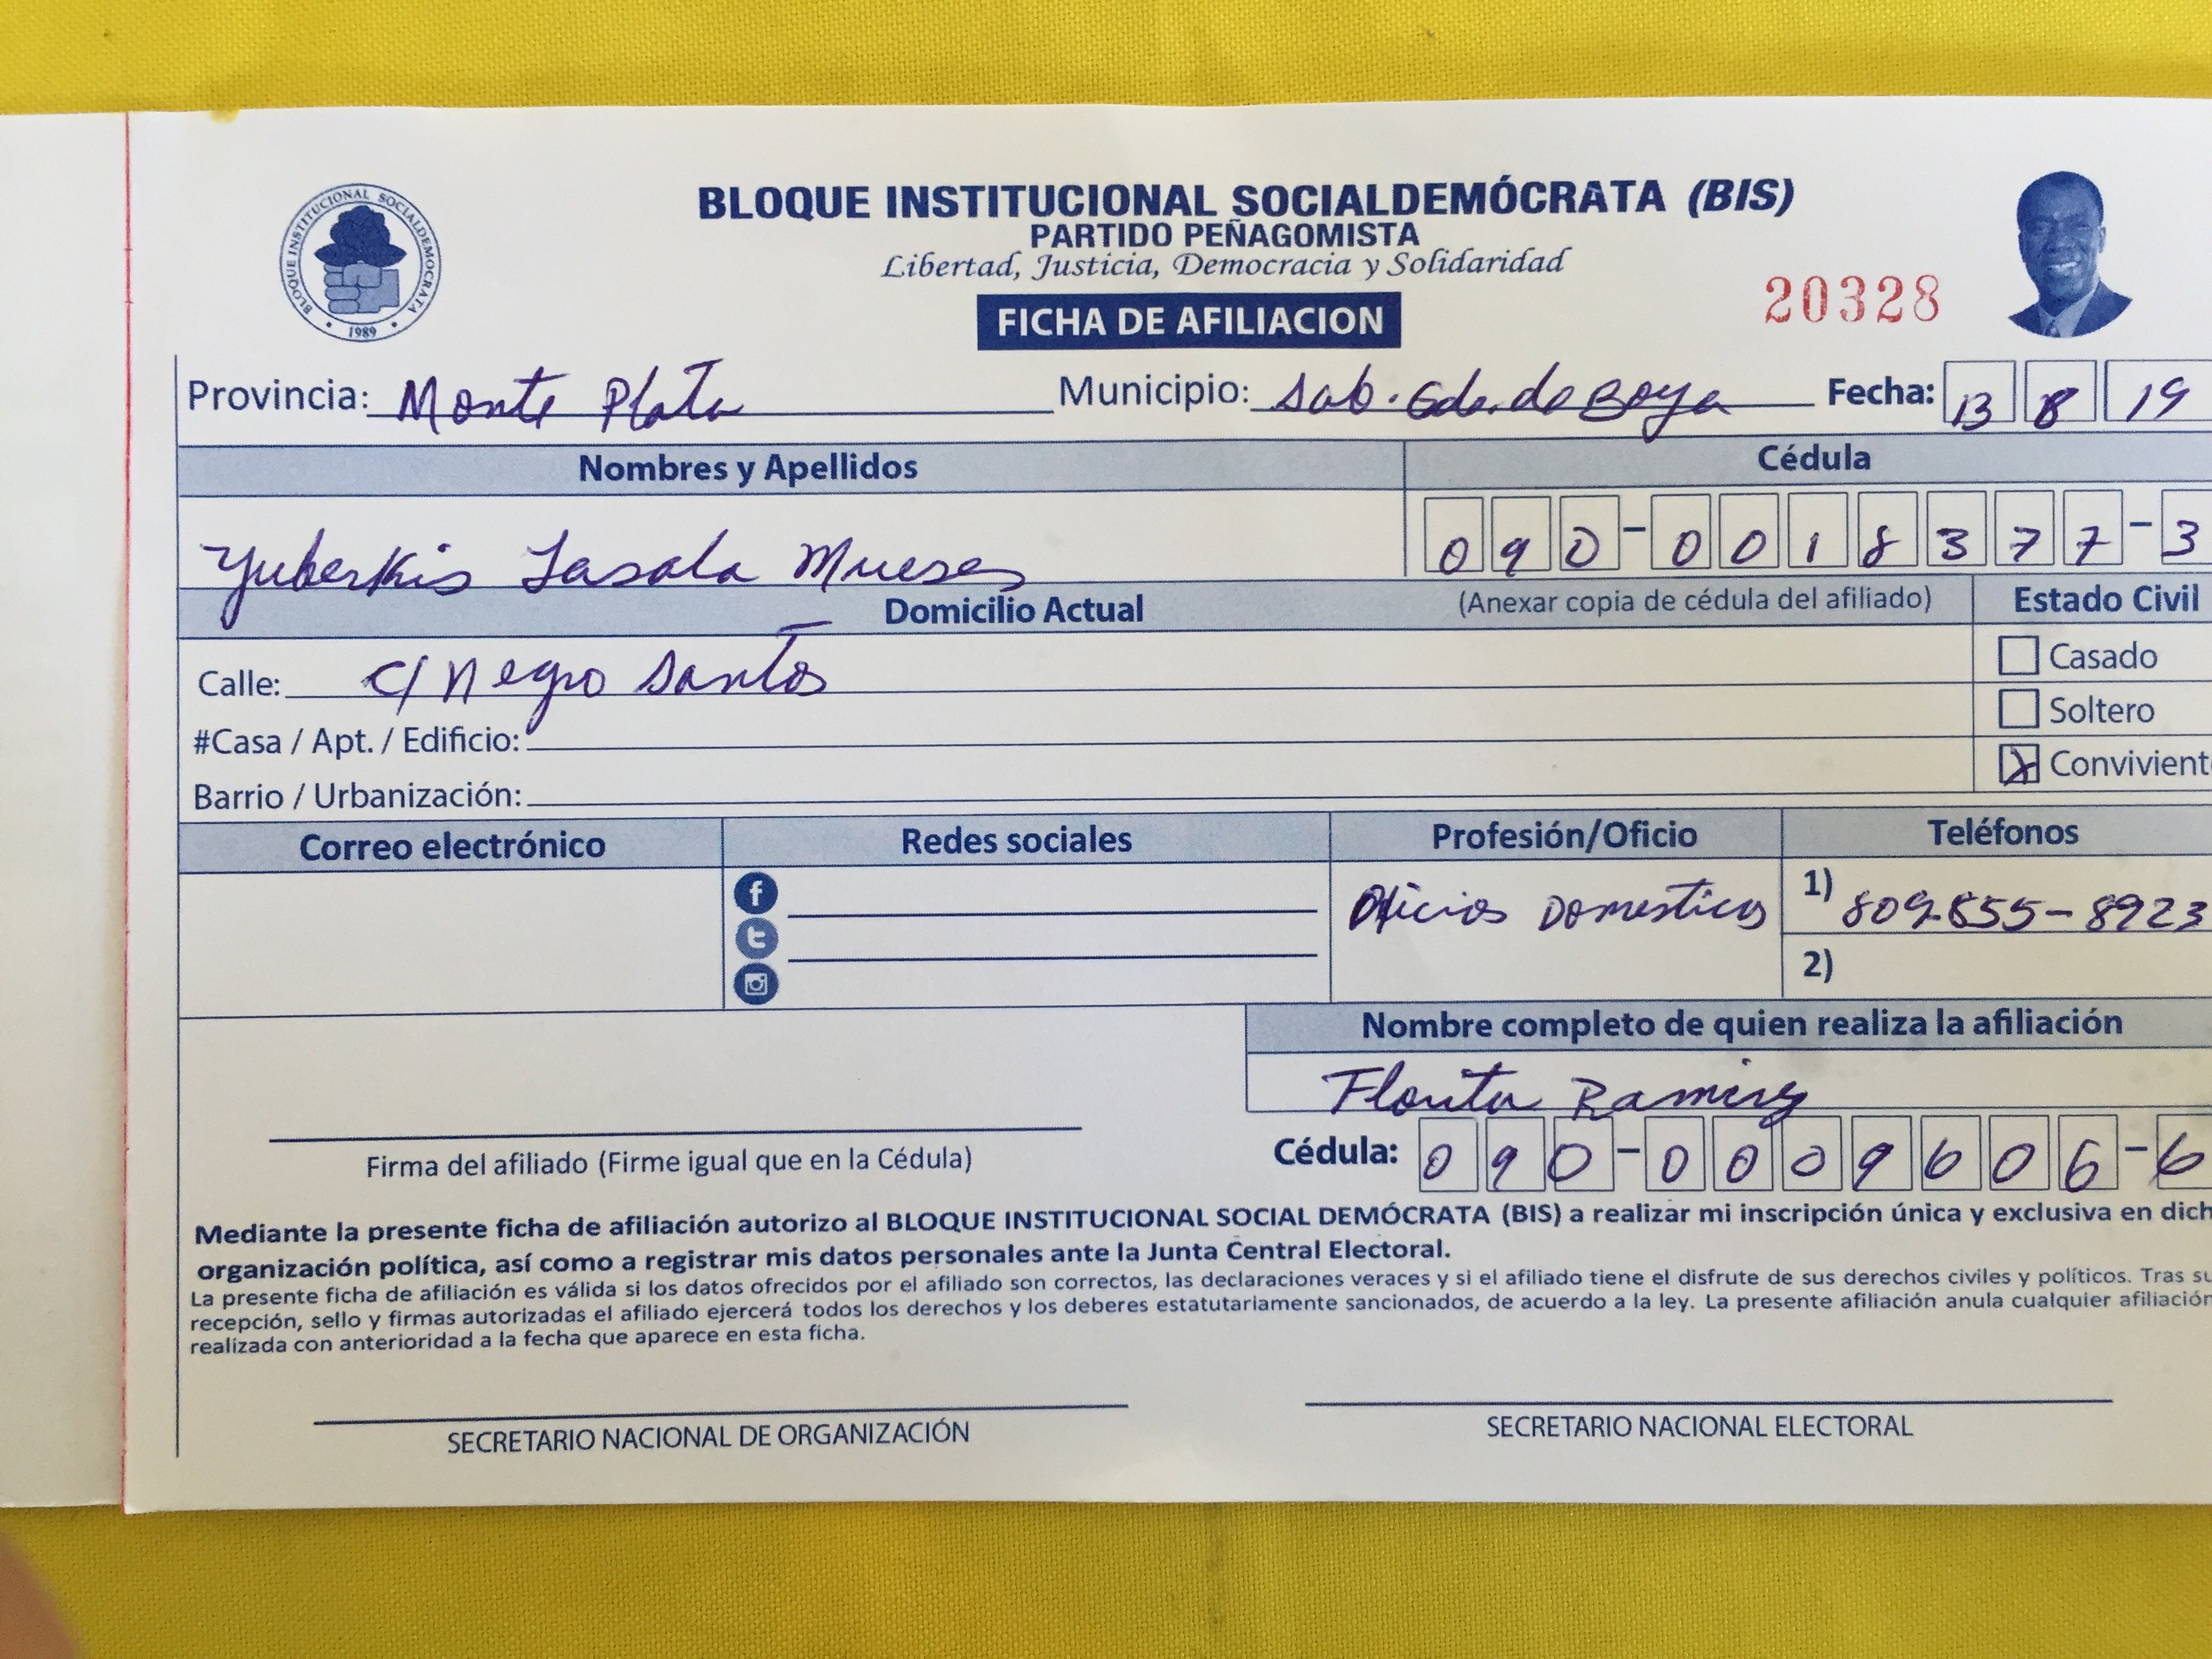 BLOQUE INSTITUCIONAL SOCIALDEMÓCRATA
1989
BLOQUE INSTITUCIONAL SOCIALDEMÓCRATA (BIS)
PARTIDO PEÑAGOMISTA
Libertad, Justicia, Democracia y Solidaridad
20328
FICHA DE AFILIACION
Provincia: Monte Plata Municipio: Sab. Gde. de Boya Fecha: 13 8 19
Nombres y Apellidos Cédula
Yuberkis Lasala Mueses 090-0018377-3
Domicilio Actual (Anexar copia de cédula del afiliado) Estado Civil
Calle: c/ Negro Santos Casado
#Casa / Apt. / Edificio: Soltero
Barrio / Urbanización: Convivient
Correo electrónico Redes sociales Profesión/Oficio Teléfonos
Oficios Domesticos 1) 809-855-8923
2)
Nombre completo de quien realiza la afiliación
Florita Ramirez
Cédula: 090-0009606-6
Firma del afiliado (Firme igual que en la Cédula)
Mediante la presente ficha de afiliación autorizo al BLOQUE INSTITUCIONAL SOCIAL DEMÓCRATA (BIS) a realizar mi inscripción única y exclusiva en dich
organización política, así como a registrar mis datos personales ante la Junta Central Electoral.
La presente ficha de afiliación es válida si los datos ofrecidos por el afiliado son correctos, las declaraciones veraces y si el afiliado tiene el disfrute de sus derechos civiles y políticos. Tras su
recepción, sello y firmas autorizadas el afiliado ejercerá todos los derechos y los deberes estatutariamente sancionados, de acuerdo a la ley. La presente afiliación anula cualquier afiliación
realizada con anterioridad a la fecha que aparece en esta ficha.
SECRETARIO NACIONAL DE ORGANIZACIÓN SECRETARIO NACIONAL ELECTORAL